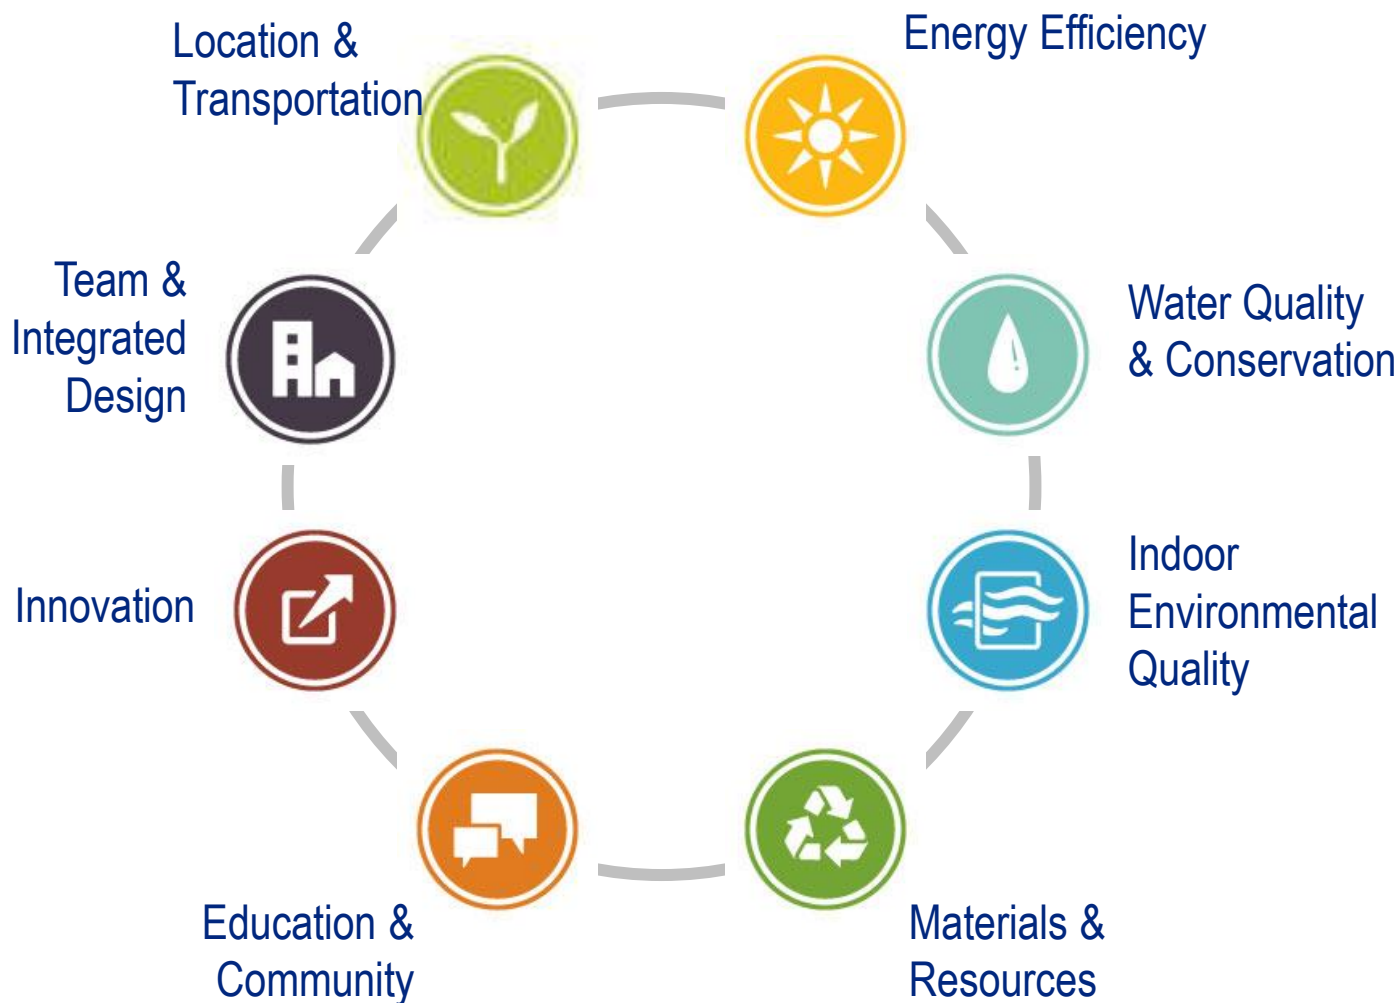 Location &
Transportation
Energy Efficiency
Team &
Integrated
Design
Water Quality
& Conservation
Innovation
Indoor
Environmental
Quality
Education &
Community
Materials &
Resources